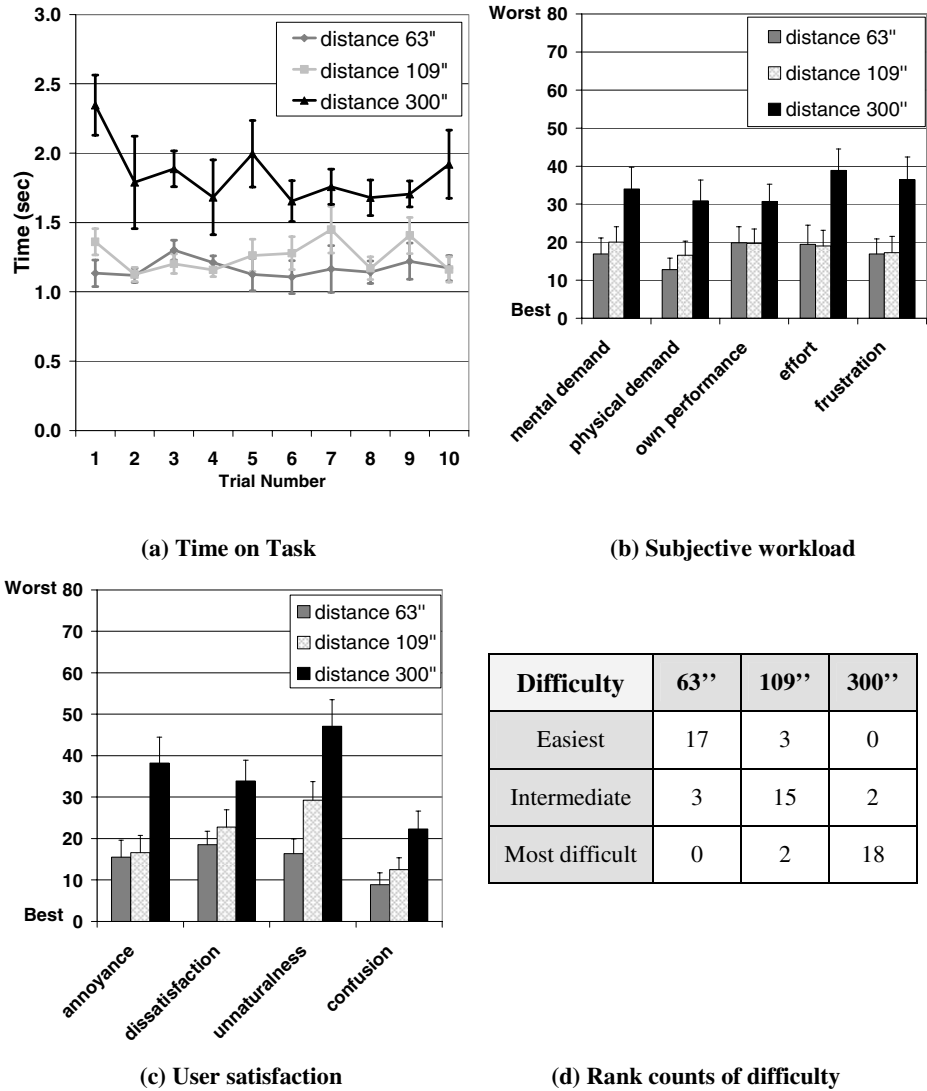 3.0
2.5
2.0
1.5
1.0
0.5
0.0
Time (sec)
distance 63"
distance 109"
distance 300"
1 2 3 4 5 6 7 8 9 10
Trial Number
(a) Time on Task
Worst 80
70
60
50
40
30
20
10
Best 0
distance 63"
distance 109"
distance 300"
mental demand
physical demand
own performance
effort
frustration
(b) Subjective workload
Worst 80
70
60
50
40
30
20
10
Best 0
distance 63"
distance 109"
distance 300"
annoyance
dissatisfaction
unnaturalness
confusion
(c) User satisfaction
Difficulty 63’’ 109’’ 300’’
Easiest 17 3 0
Intermediate 3 15 2
Most difficult 0 2 18
(d) Rank counts of difficulty